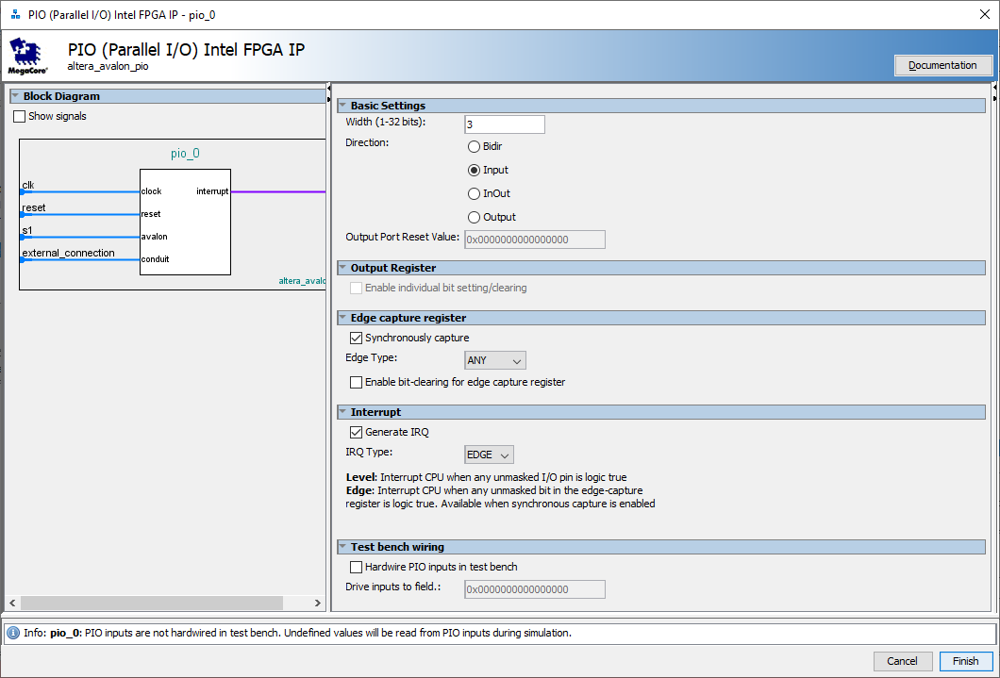 PIO (Parallel I/O) Intel FPGA IP - pio_0
PIO (Parallel I/O) Intel FPGA IP
altera_avalon_pio
MegaCore®
Documentation
Block Diagram
Show signals
pio_0
clk
clock
interrupt
reset
reset
s1
avalon
external_connection
conduit
altera_avalo
Basic Settings
Width (1-32 bits):
3
Direction:
Bidir
Input
InOut
Output
Output Port Reset Value:
0x0000000000000000
Output Register
Enable individual bit setting/clearing
Edge capture register
Synchronously capture
Edge Type:
ANY
Enable bit-clearing for edge capture register
Interrupt
Generate IRQ
IRQ Type:
EDGE
Level: Interrupt CPU when any unmasked I/O pin is logic true
Edge: Interrupt CPU when any unmasked bit in the edge-capture
register is logic true. Available when synchronous capture is enabled
Test bench wiring
Hardwire PIO inputs in test bench
Drive inputs to field.:
0x0000000000000000
Info: pio_0: PIO inputs are not hardwired in test bench. Undefined values will be read from PIO inputs during simulation.
Cancel
Finish